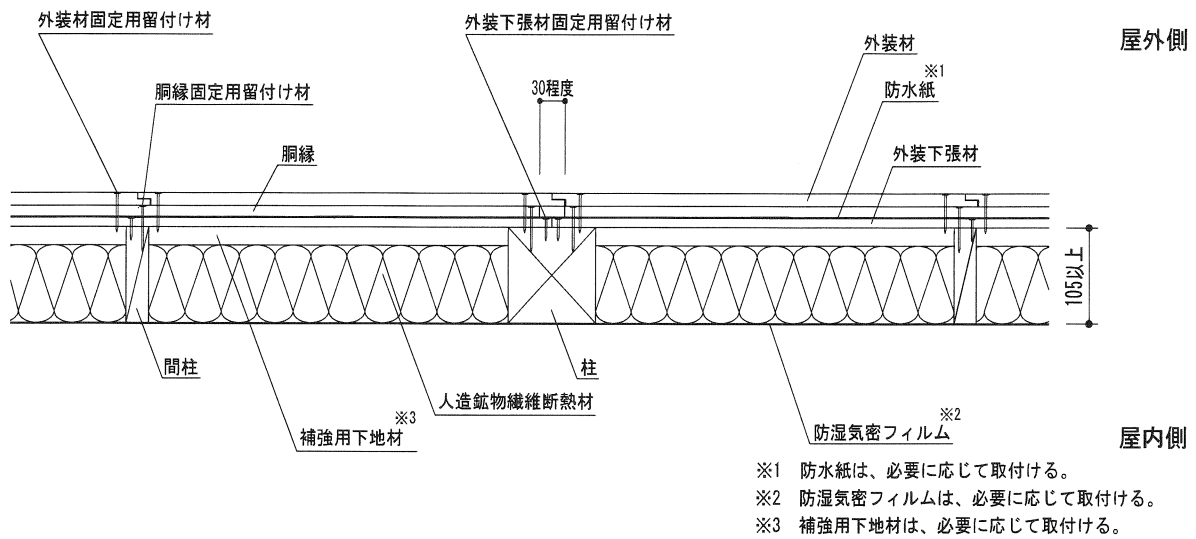 外装材固定用留付け材
外装下張材固定用留付け材
屋外側
外装材
※1
防水紙
30程度
胴縁固定用留付け材
胴縁
外装下張材
105以上
間柱
柱
人造鉱物繊維断熱材
※3
補強用下地材
※2
防湿気密フィルム
屋内側
※1 防水紙は、必要に応じて取付ける。
※2 防湿気密フィルムは、必要に応じて取付ける。
※3 補強用下地材は、必要に応じて取付ける。